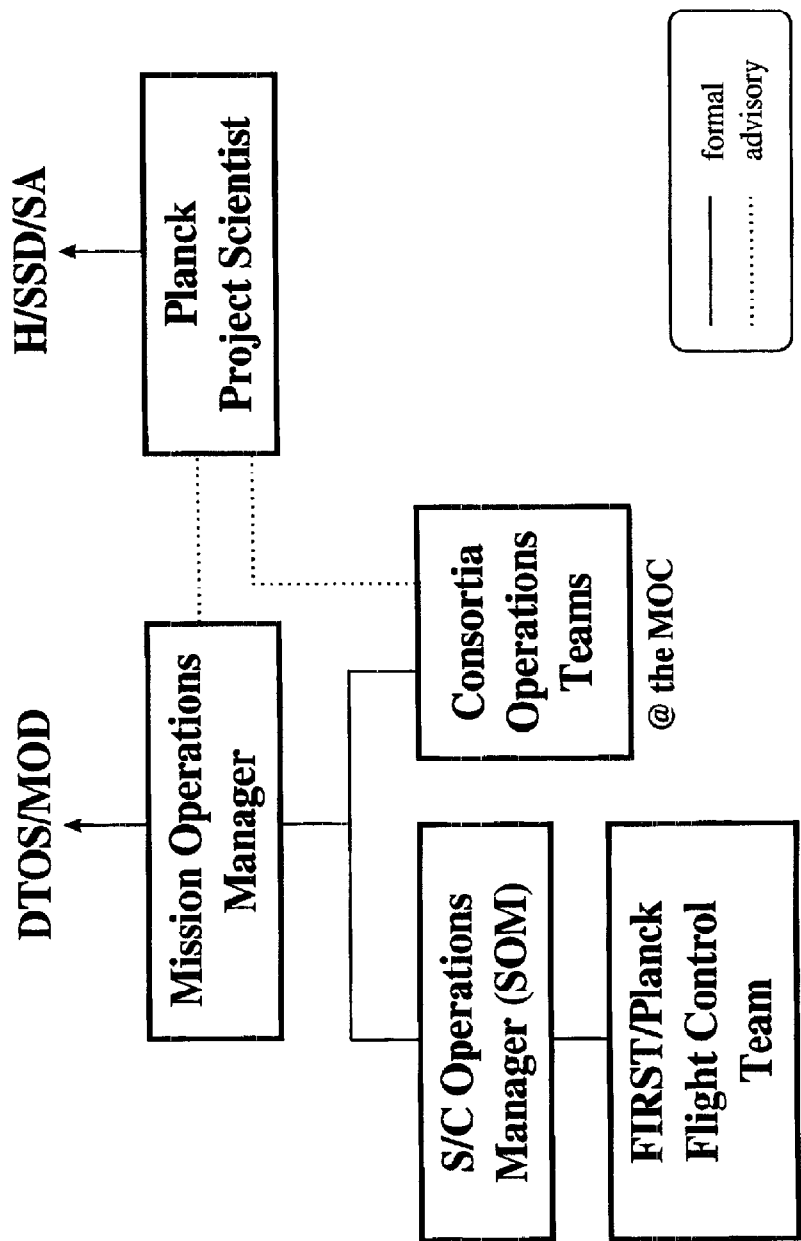 DTOS/MOD
H/SSD/SA
Mission Operations
Manager
Planck
Project Scientist
S/C Operations
Manager (SOM)
Consortia
Operations
Teams
@ the MOC
FIRST/Planck
Flight Control
Team
formal
advisory